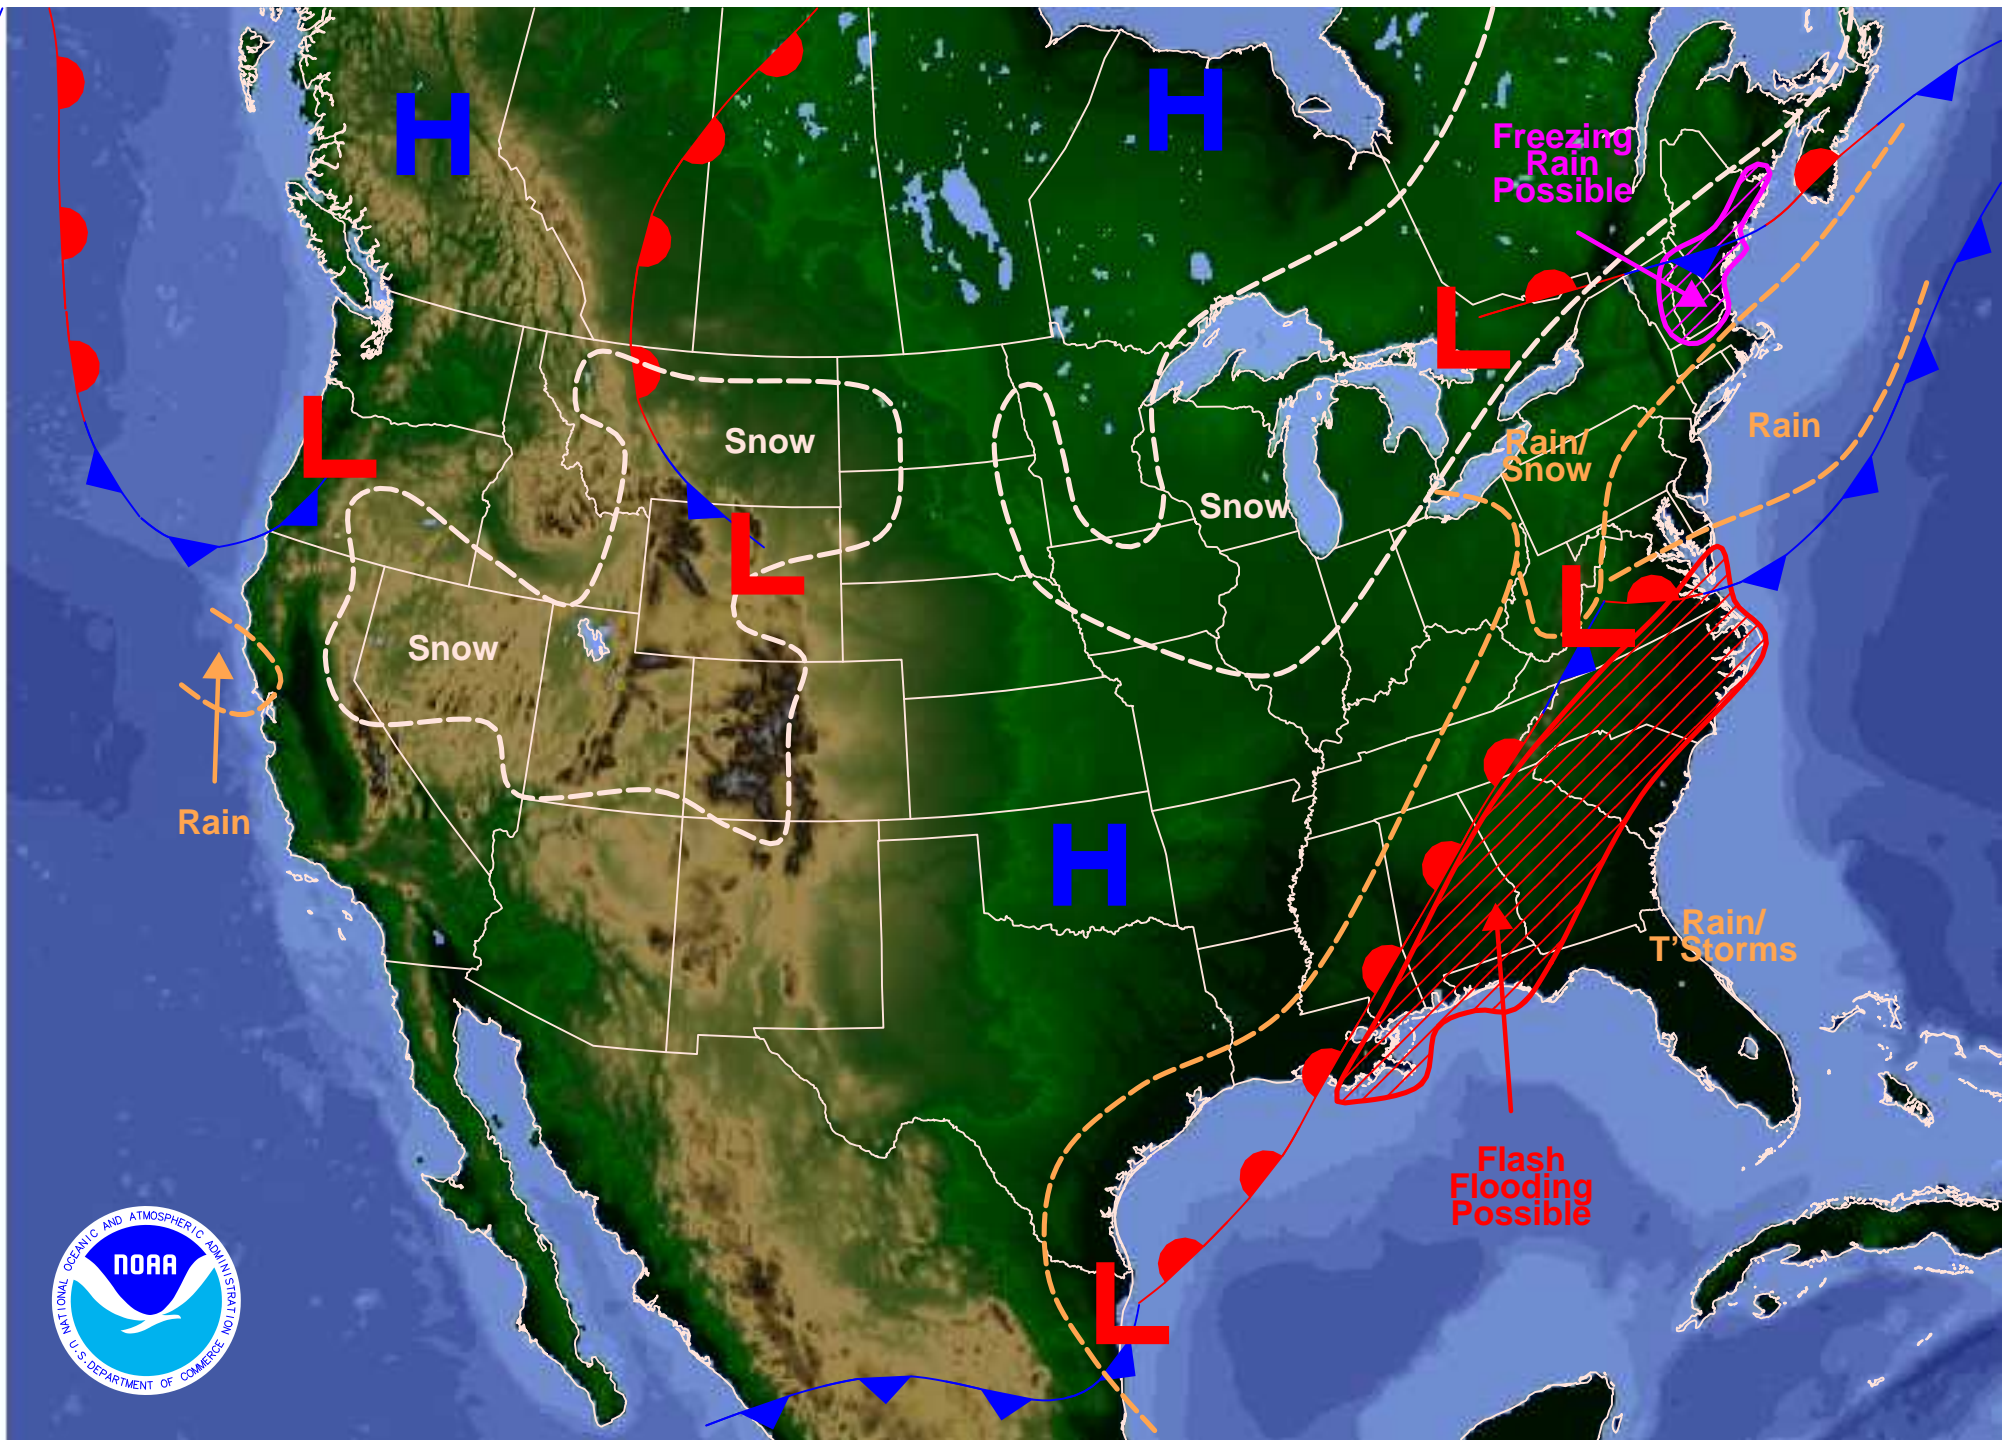 H
H
Freezing
Rain
Possible
L
L
Snow
Rain
Rain/
Snow
Snow
L
L
Snow
Rain
H
Rain/
T'Storms
Flash
Flooding
Possible
L
NATIONAL OCEANIC AND ATMOSPHERIC ADMINISTRATION
NOAA
U.S. DEPARTMENT OF COMMERCE